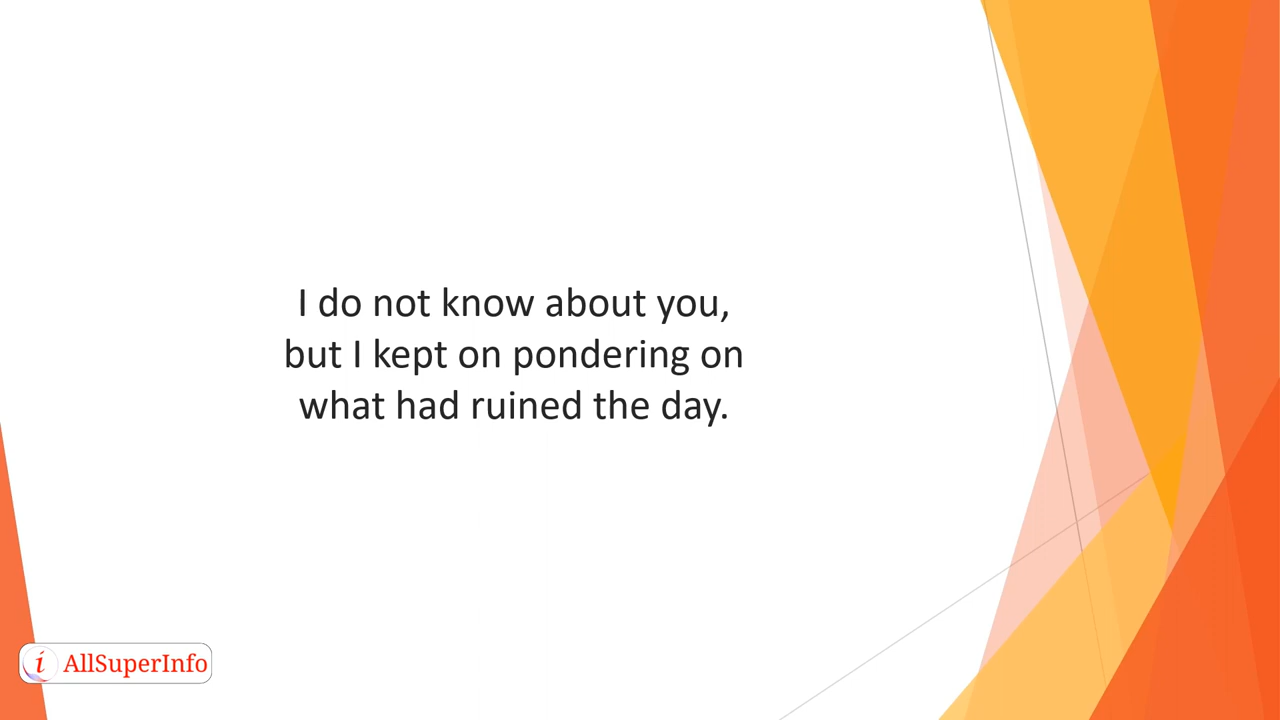 I do not know about you,
but I kept on pondering on
what had ruined the day.
i AllSuperInfo